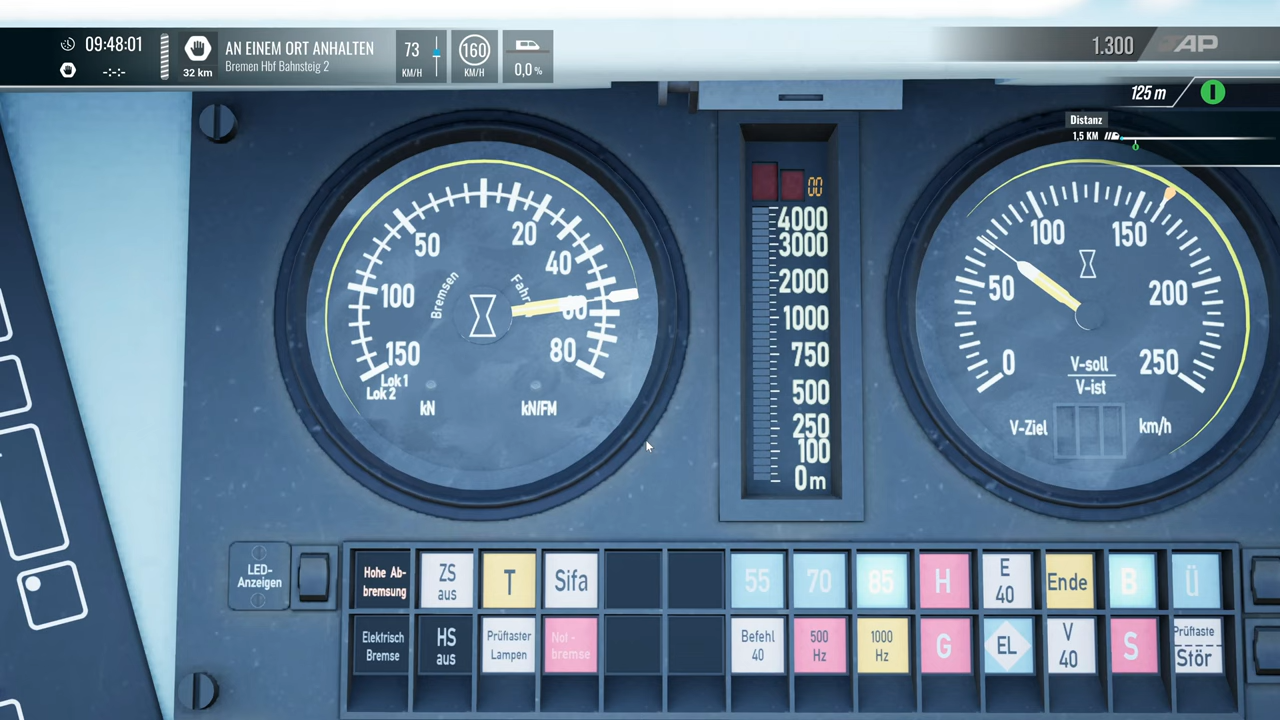 09:48:01
-:-:-
32 km
AN EINEM ORT ANHALTEN
Bremen Hbf Bahnsteig 2
73
KM/H
160
KM/H
0,0 %
1.300 AP
125 m
Distanz
1,5 KM
50
100
150
Lok 1
Lok 2
kN
Bremsen
Fahr
20
40
60
80
kN/FM
00
4000
3000
2000
1000
750
500
250
100
0 m
0
50
100
150
200
250
V-soll
V-ist
V-Ziel
km/h
LED-
Anzeigen
Hohe Ab-
bremsung
ZS
aus
T
Sifa
55
70
85
H
E
40
Ende
B
Ü
Elektrisch
Bremse
HS
aus
Prüftaster
Lampen
Not-
bremse
Befehl
40
500
Hz
1000
Hz
G
EL
V
40
S
Prüftaste
Stör